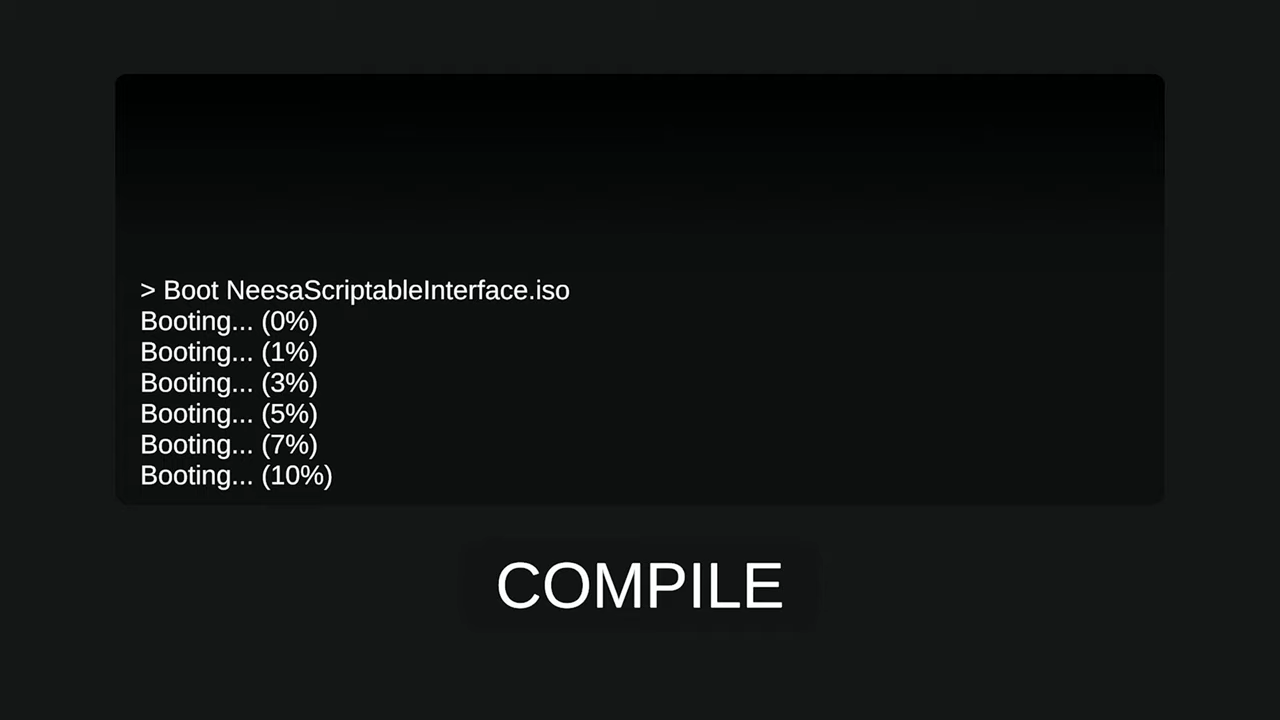 > Boot NeesaScriptableInterface.iso
Booting... (0%)
Booting... (1%)
Booting... (3%)
Booting... (5%)
Booting... (7%)
Booting... (10%)
COMPILE